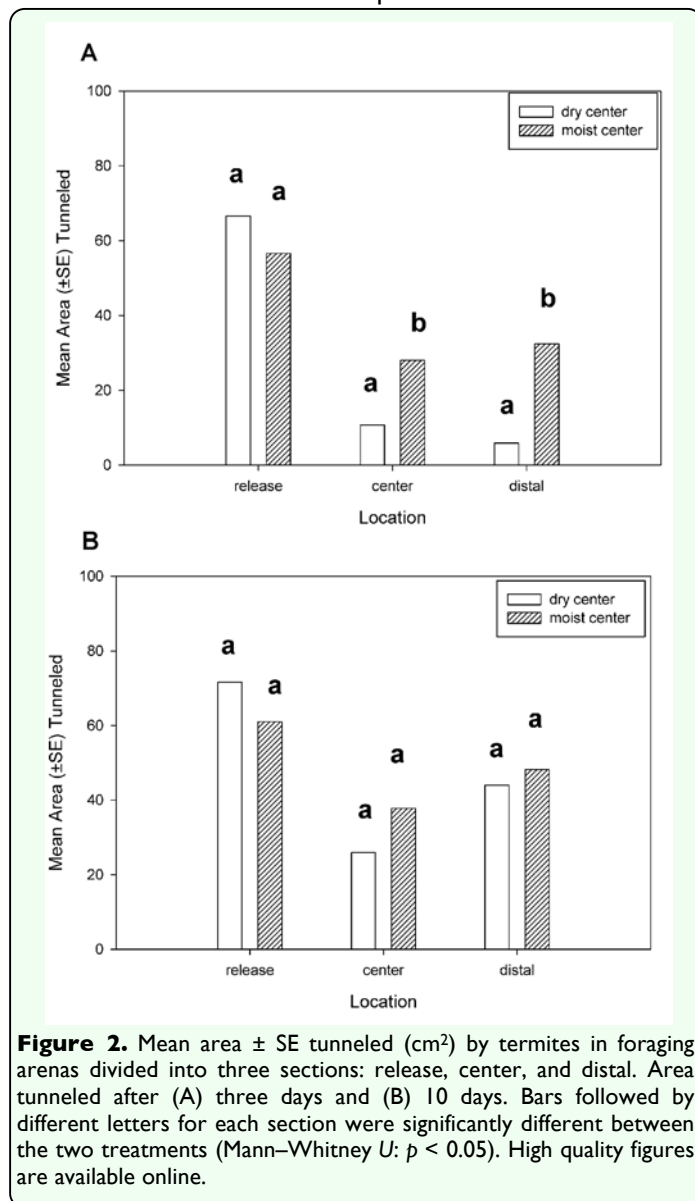 A
100
80
60
40
20
0
Mean Area (±SE) Tunneled
dry center
moist center
a
a
a
b
a
b
release
center
distal
Location
B
100
80
60
40
20
0
Mean Area (±SE) Tunneled
dry center
moist center
a
a
a
a
a
a
release
center
distal
Location
Figure 2. Mean area ± SE tunneled (cm²) by termites in foraging
arenas divided into three sections: release, center, and distal. Area
tunneled after (A) three days and (B) 10 days. Bars followed by
different letters for each section were significantly different between
the two treatments (Mann–Whitney U: p < 0.05). High quality figures
are available online.